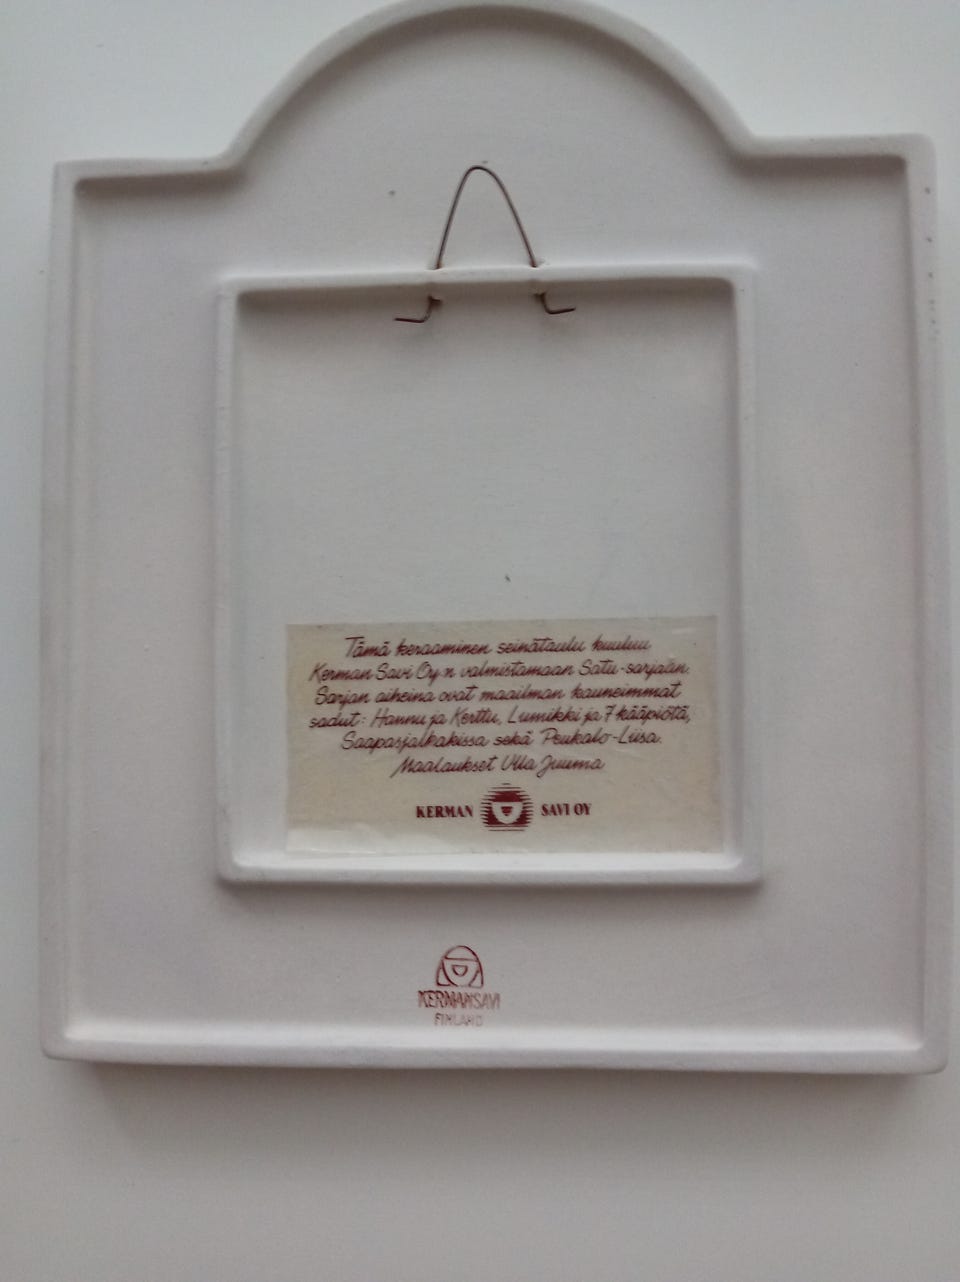 Tämä keraaminen seinätaulu kuuluu
Kerman Savi Oy:n valmistamaan Satu-sarjaan.
Sarjan aiheina ovat maailman kauneimmat
sadut: Hannu ja Kerttu, Lumikki ja 7 kääpiötä,
Saapasjalkakissa sekä Peukalo-Liisa.
Maalaukset Ulla Juuma
KERMAN SAVI OY
KERMANSAVI
FINLAND